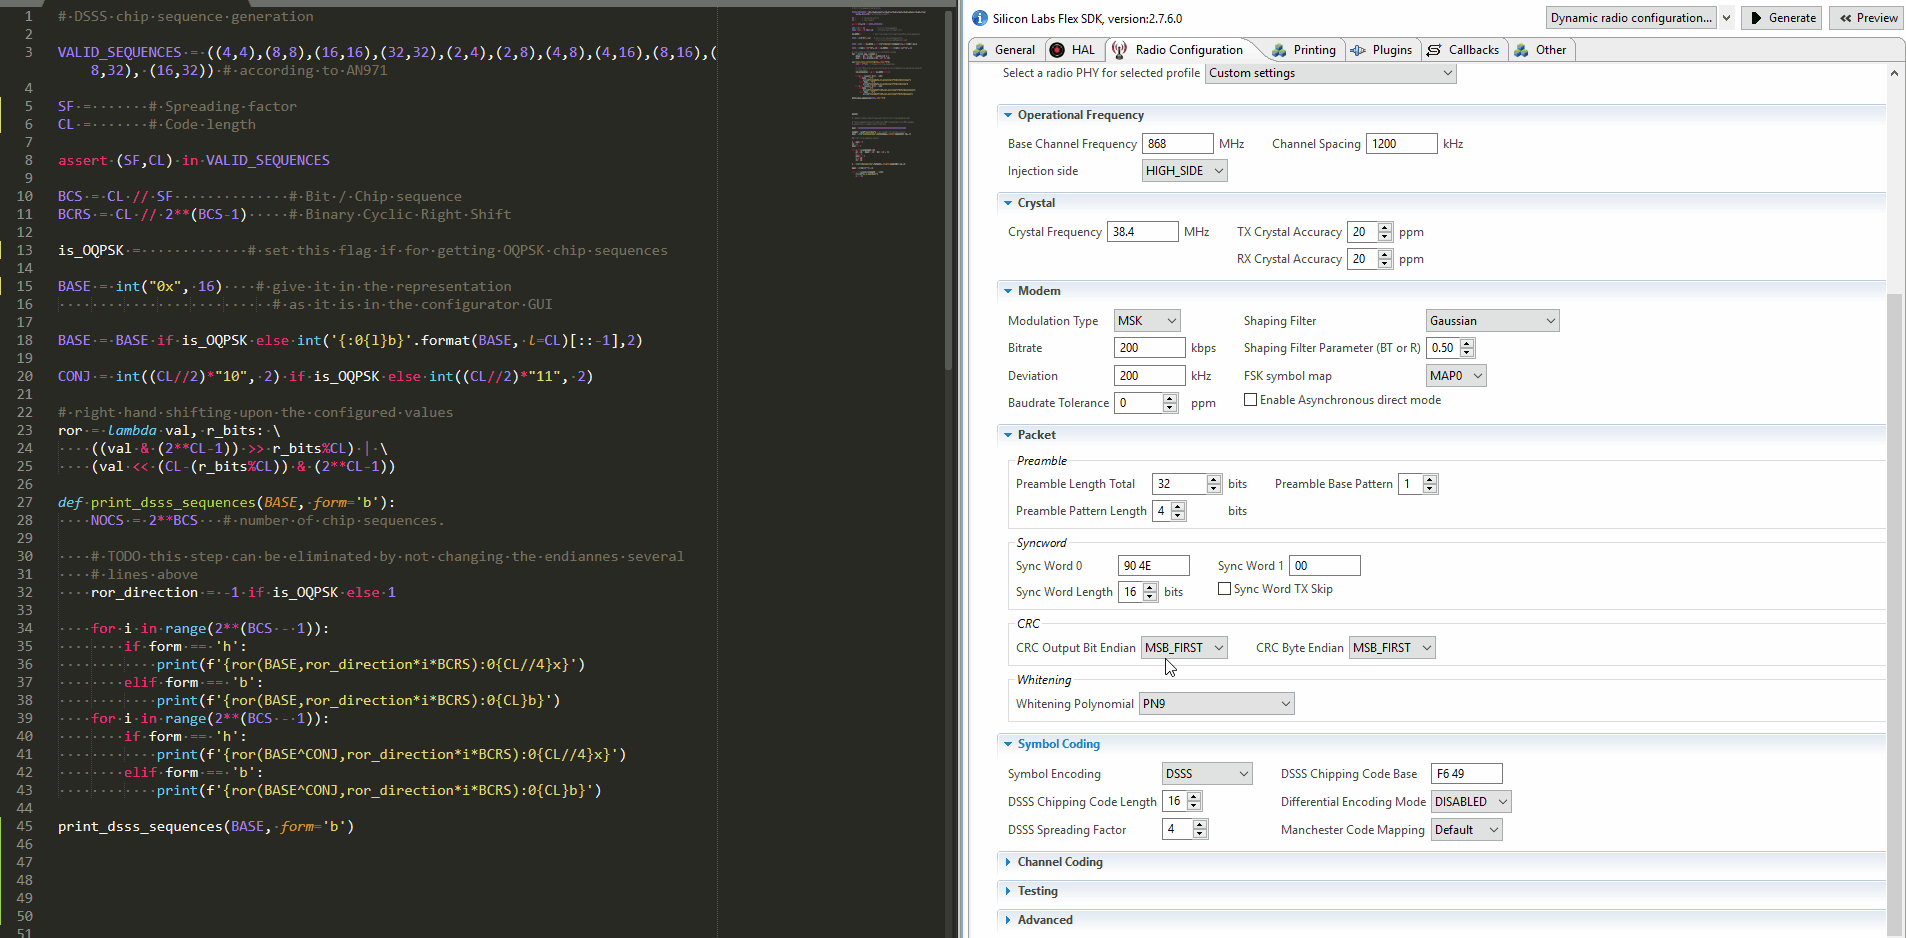 1 # DSSS chip sequence generation
2
3 VALID_SEQUENCES = ((4,4),(8,8),(16,16),(32,32),(2,4),(2,8),(4,8),(4,16),(8,16),(
8,32), (16,32)) # according to AN971
4
5 SF =       # Spreading factor
6 CL =       # Code length
7
8 assert (SF,CL) in VALID_SEQUENCES
9
10 BCS = CL // SF              # Bit / Chip sequence
11 BCRS = CL // 2**(BCS-1)     # Binary Cyclic Right Shift
12
13 is_OQPSK =             # set this flag if for getting OQPSK chip sequences
14
15 BASE = int("0x", 16)    # give it in the representation
16                           # as it is in the configurator GUI
17
18 BASE = BASE if is_OQPSK else int('{:0{l}b}'.format(BASE, l=CL)[::-1],2)
19
20 CONJ = int((CL//2)*"10", 2) if is_OQPSK else int((CL//2)*"11", 2)
21
22 # right hand shifting upon the configured values
23 ror = lambda val, r_bits: \
24     ((val & (2**CL-1)) >> r_bits%CL) | \
25     (val << (CL-(r_bits%CL)) & (2**CL-1))
26
27 def print_dsss_sequences(BASE, form='b'):
28     NOCS = 2**BCS   # number of chip sequences.
29
30     # TODO this step can be eliminated by not changing the endiannes several
31     # lines above
32     ror_direction = -1 if is_OQPSK else 1
33
34     for i in range(2**(BCS - 1)):
35         if form == 'h':
36             print(f'{ror(BASE,ror_direction*i*BCRS):0{CL//4}x}')
37         elif form == 'b':
38             print(f'{ror(BASE,ror_direction*i*BCRS):0{CL}b}')
39     for i in range(2**(BCS - 1)):
40         if form == 'h':
41             print(f'{ror(BASE^CONJ,ror_direction*i*BCRS):0{CL//4}x}')
42         elif form == 'b':
43             print(f'{ror(BASE^CONJ,ror_direction*i*BCRS):0{CL}b}')
44
45 print_dsss_sequences(BASE, form='b')
46
47
48
49
50
51
Silicon Labs Flex SDK, version:2.7.6.0
Dynamic radio configuration... Generate Preview
General HAL Radio Configuration Printing Plugins Callbacks Other
Select a radio PHY for selected profile Custom settings
Operational Frequency
Base Channel Frequency 868 MHz Channel Spacing 1200 kHz
Injection side HIGH_SIDE
Crystal
Crystal Frequency 38.4 MHz TX Crystal Accuracy 20 ppm
RX Crystal Accuracy 20 ppm
Modem
Modulation Type MSK Shaping Filter Gaussian
Bitrate 200 kbps Shaping Filter Parameter (BT or R) 0.50
Deviation 200 kHz FSK symbol map MAP0
Baudrate Tolerance 0 ppm Enable Asynchronous direct mode
Packet
Preamble
Preamble Length Total 32 bits Preamble Base Pattern 1
Preamble Pattern Length 4 bits
Syncword
Sync Word 0 90 4E Sync Word 1 00
Sync Word Length 16 bits Sync Word TX Skip
CRC
CRC Output Bit Endian MSB_FIRST CRC Byte Endian MSB_FIRST
Whitening
Whitening Polynomial PN9
Symbol Coding
Symbol Encoding DSSS DSSS Chipping Code Base F6 49
DSSS Chipping Code Length 16 Differential Encoding Mode DISABLED
DSSS Spreading Factor 4 Manchester Code Mapping Default
Channel Coding
Testing
Advanced